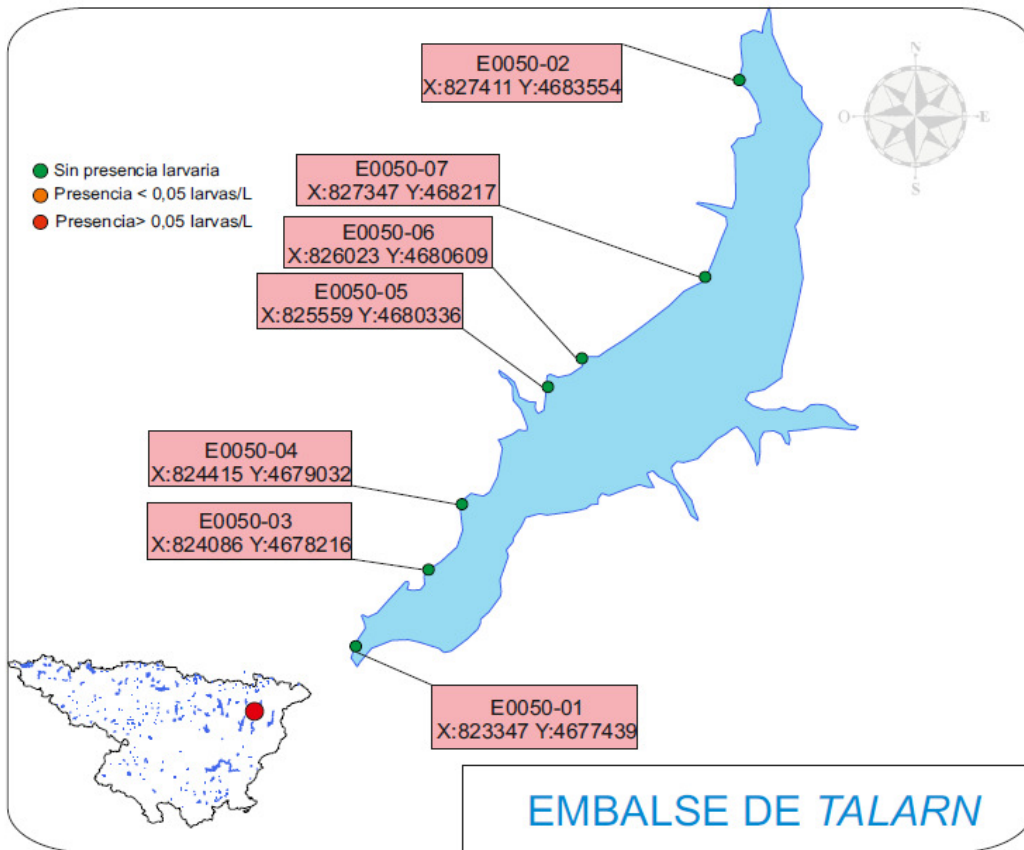 E0050-02
X:827411 Y:4683554
N
O
E
S
Sin presencia larvaria
Presencia < 0,05 larvas/L
Presencia> 0,05 larvas/L
E0050-07
X:827347 Y:468217
E0050-06
X:826023 Y:4680609
E0050-05
X:825559 Y:4680336
E0050-04
X:824415 Y:4679032
E0050-03
X:824086 Y:4678216
E0050-01
X:823347 Y:4677439
EMBALSE DE TALARN